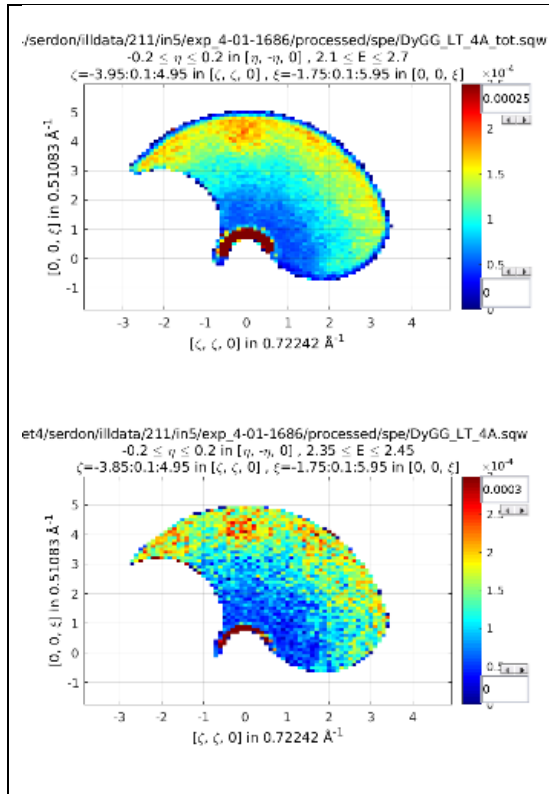 ./serdon/illdata/211/in5/exp_4-01-1686/processed/spe/DyGG_LT_4A_tot.sqw
-0.2 ≤ η ≤ 0.2 in [η, -η, 0] , 2.1 ≤ E ≤ 2.7
ζ=-3.95:0.1:4.95 in [ζ, ζ, 0] , ξ=-1.75:0.1:5.95 in [0, 0, ξ]
0.00025
2
1.5
1
0.5
0
5
4
3
2
1
0
-1
[0, 0, ξ] in 0.51083 Å⁻¹
-3 -2 -1 0 1 2 3 4
[ζ, ζ, 0] in 0.72242 Å⁻¹
et4/serdon/illdata/211/in5/exp_4-01-1686/processed/spe/DyGG_LT_4A.sqw
-0.2 ≤ η ≤ 0.2 in [η, -η, 0] , 2.35 ≤ E ≤ 2.45
ζ=-3.85:0.1:4.95 in [ζ, ζ, 0] , ξ=-1.75:0.1:5.95 in [0, 0, ξ]
0.0003
2.5
2
1.5
1
0.5
0
5
4
3
2
1
0
-1
[0, 0, ξ] in 0.51083 Å⁻¹
-3 -2 -1 0 1 2 3 4
[ζ, ζ, 0] in 0.72242 Å⁻¹